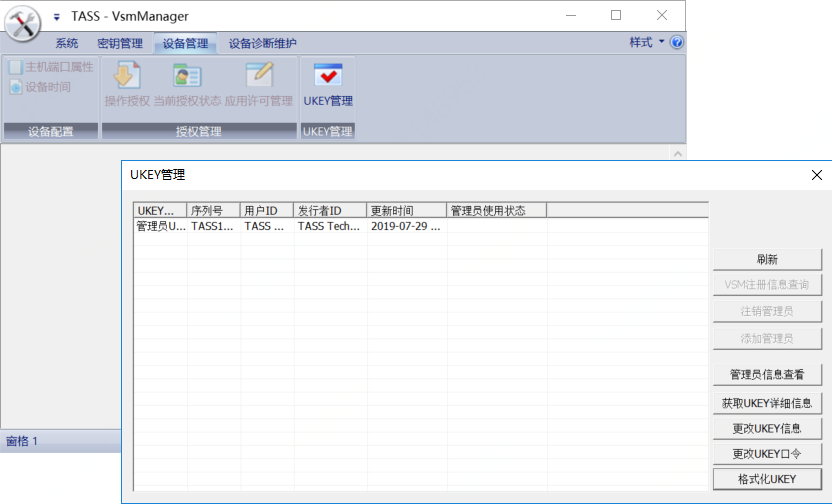 TASS - VsmManager
系统 密钥管理 设备管理 设备诊断维护 样式
主机端口属性
设备时间
操作授权 当前授权状态 应用许可管理 UKEY管理
设备配置 授权管理 UKEY管理
UKEY管理
UKEY... 序列号 用户ID 发行者ID 更新时间 管理员使用状态
管理员U... TASS1... TASS ... TASS Tech... 2019-07-29 ...
刷新
VSM注册信息查询
注销管理员
添加管理员
管理员信息查看
获取UKEY详细信息
更改UKEY信息
更改UKEY口令
格式化UKEY
窗格 1